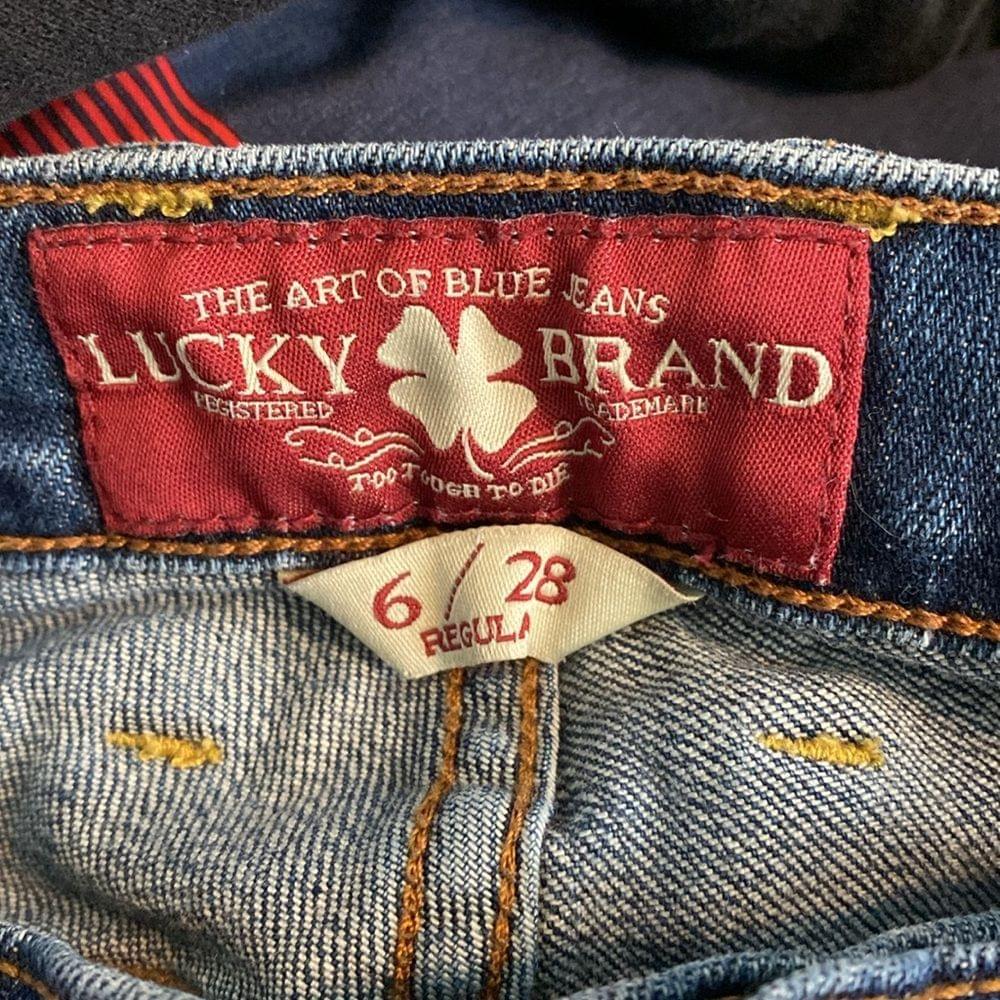 THE ART OF BLUE JEANS
LUCKY BRAND
REGISTERED TRADEMARK
TOO TOUGH TO DIE
6 / 28
REGULA